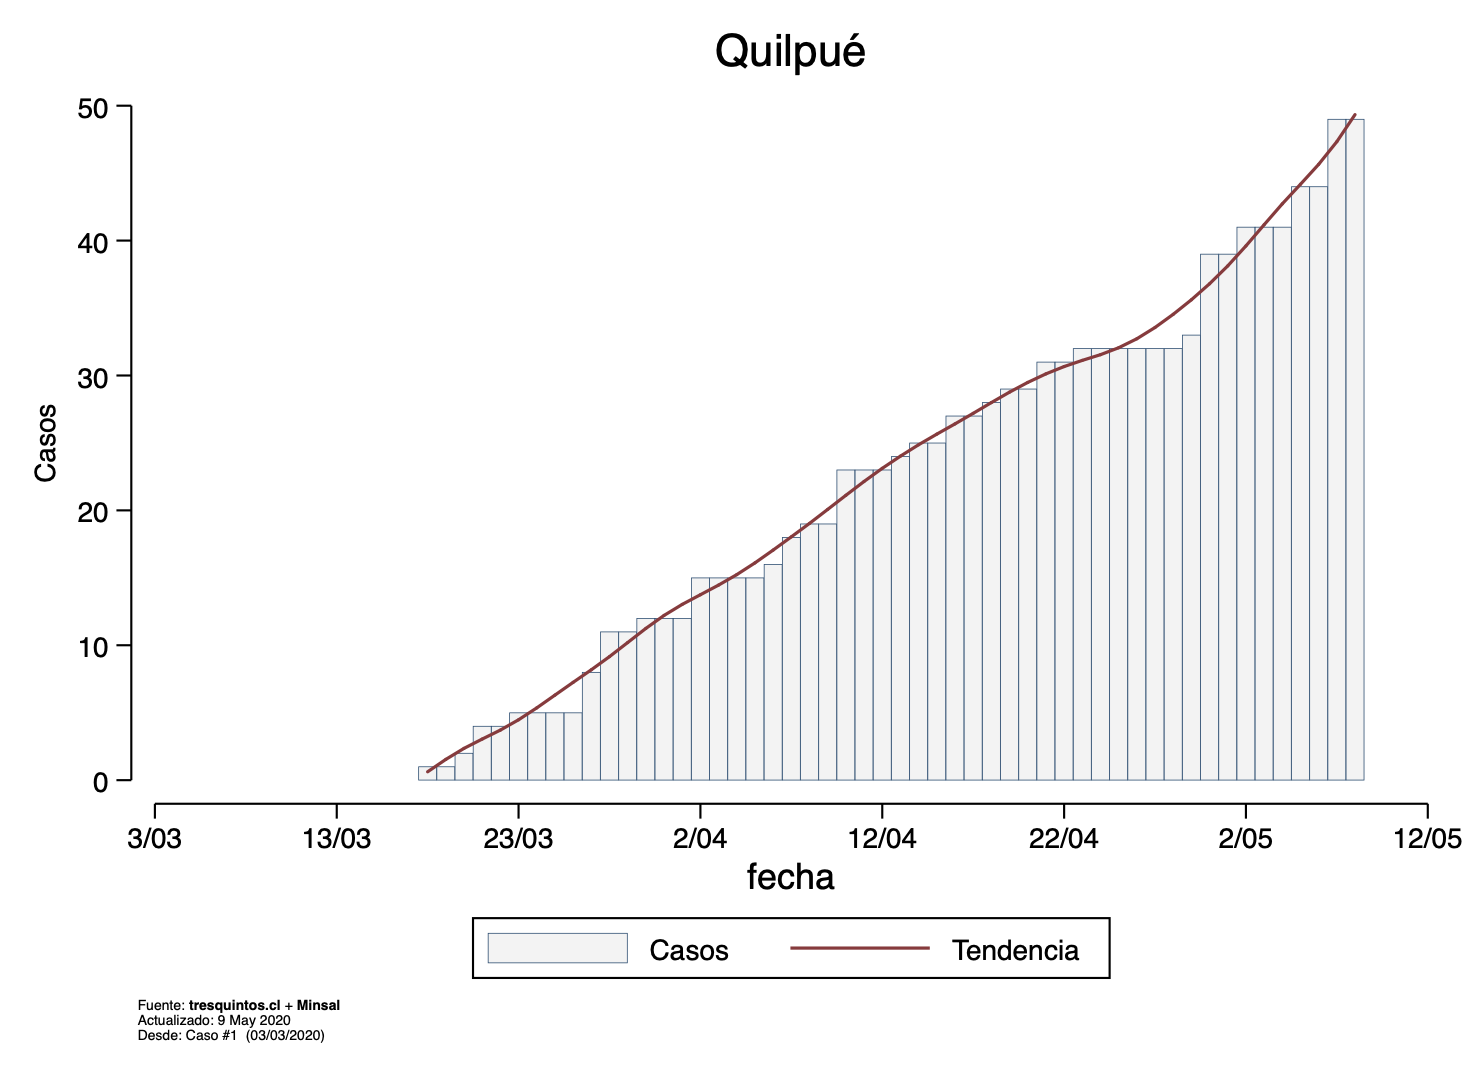 Quilpué
50
40
30
20
10
0
Casos
3/03 13/03 23/03 2/04 12/04 22/04 2/05 12/05
fecha
Casos Tendencia
Fuente: tresquintos.cl + Minsal
Actualizado: 9 May 2020
Desde: Caso #1 (03/03/2020)